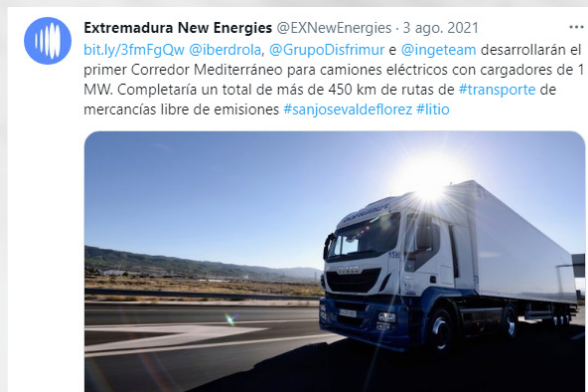 Extremadura New Energies @EXNewEnergies · 3 ago. 2021
bit.ly/3fmFgQw @iberdrola, @GrupoDisfrimur e @ingeteam desarrollarán el
primer Corredor Mediterráneo para camiones eléctricos con cargadores de 1
MW. Completaría un total de más de 450 km de rutas de #transporte de
mercancías libre de emisiones #sanjosevaldeflorez #litio
IVECO